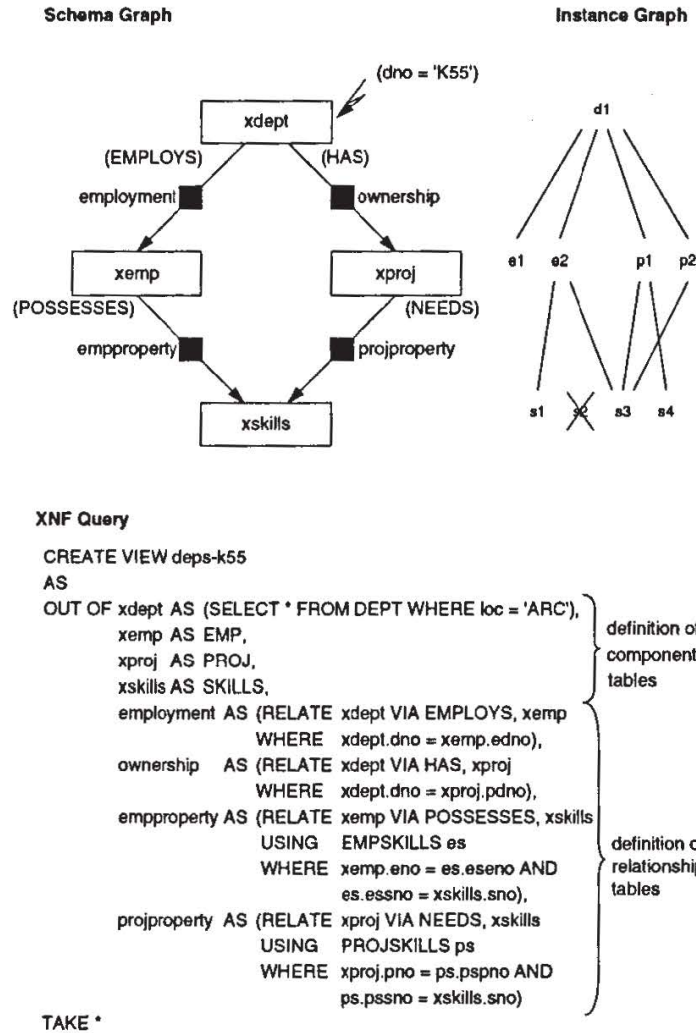 Schema Graph
Instance Graph
(dno = 'K55')
xdept
d1
(EMPLOYS)
(HAS)
employment
ownership
xemp
xproj
e1 e2 p1 p2
(POSSESSES)
(NEEDS)
empproperty
projproperty
xskills
s1 s2 s3 s4
XNF Query
CREATE VIEW deps-k55
AS
OUT OF xdept AS (SELECT * FROM DEPT WHERE loc = 'ARC'),
xemp AS EMP,
xproj AS PROJ,
xskills AS SKILLS,
definition of
component
tables
employment AS (RELATE xdept VIA EMPLOYS, xemp
WHERE xdept.dno = xemp.edno),
ownership AS (RELATE xdept VIA HAS, xproj
WHERE xdept.dno = xproj.pdno),
empproperty AS (RELATE xemp VIA POSSESSES, xskills
USING EMPSKILLS es
WHERE xemp.eno = es.eseno AND
es.essno = xskills.sno),
projproperty AS (RELATE xproj VIA NEEDS, xskills
USING PROJSKILLS ps
WHERE xproj.pno = ps.pspno AND
ps.pssno = xskills.sno)
definition o
relationship
tables
TAKE *